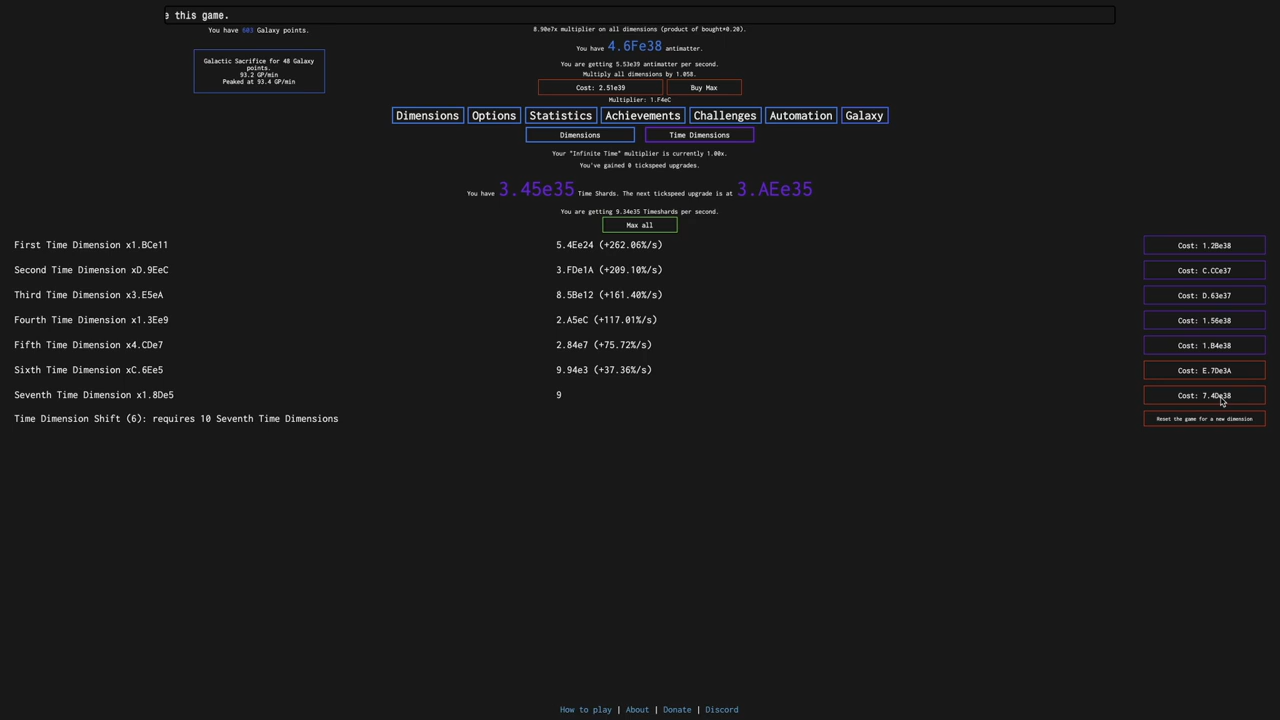 e this game.
You have 603 Galaxy points.
8.90e7x multiplier on all dimensions (product of bought*0.20).
You have 4.6Fe38 antimatter.
Galactic Sacrifice for 48 Galaxy
points.
93.2 GP/min
Peaked at 93.4 GP/min
You are getting 5.53e39 antimatter per second.
Multiply all dimensions by 1.058.
Cost: 2.51e39 Buy Max
Multiplier: 1.F4eC
Dimensions Options Statistics Achievements Challenges Automation Galaxy
Dimensions Time Dimensions
Your "Infinite Time" multiplier is currently 1.00x.
You've gained 0 tickspeed upgrades.
You have 3.45e35 Time Shards. The next tickspeed upgrade is at 3.AEe35
You are getting 9.34e35 Timeshards per second.
Max all
First Time Dimension x1.BCe11 5.4Ee24 (+262.06%/s) Cost: 1.2Be38
Second Time Dimension xD.9EeC 3.FDe1A (+209.10%/s) Cost: C.CCe37
Third Time Dimension x3.E5eA 8.5Be12 (+161.40%/s) Cost: D.63e37
Fourth Time Dimension x1.3Ee9 2.A5eC (+117.01%/s) Cost: 1.56e38
Fifth Time Dimension x4.CDe7 2.84e7 (+75.72%/s) Cost: 1.B4e38
Sixth Time Dimension xC.6Ee5 9.94e3 (+37.36%/s) Cost: E.7De3A
Seventh Time Dimension x1.8De5 9 Cost: 7.4De38
Time Dimension Shift (6): requires 10 Seventh Time Dimensions Reset the game for a new dimension
How to play | About | Donate | Discord